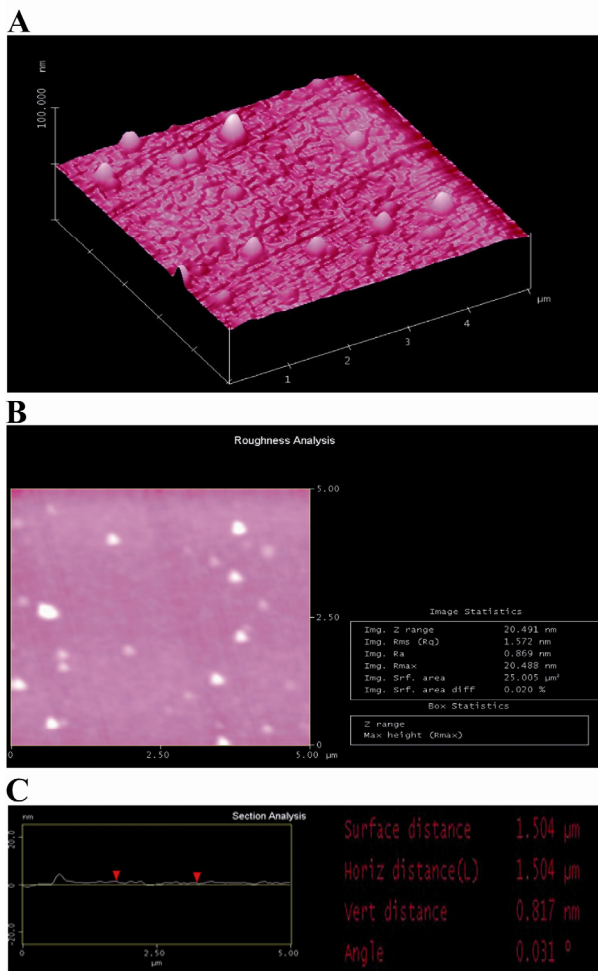 A
nm
100.000
1
2
3
4
µm
B
Roughness Analysis
5.00
2.50
0
0
2.50
5.00 µm
Image Statistics
Img. Z range 20.491 nm
Img. Rms (Rq) 1.572 nm
Img. Ra 0.869 nm
Img. Rmax 20.488 nm
Img. Srf. area 25.005 µm²
Img. Srf. area diff 0.020 %
Box Statistics
Z range
Max height (Rmax)
C
nm
Section Analysis
20.0
0
-20.0
0
2.50
5.00
µm
Surface distance 1.504 µm
Horiz distance(L) 1.504 µm
Vert distance 0.817 nm
Angle 0.031 º